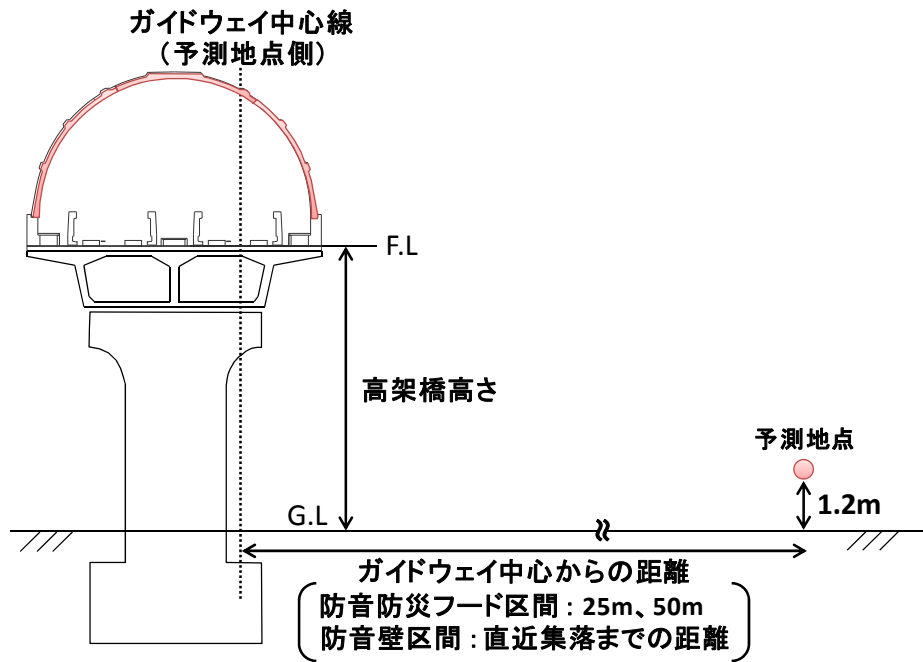 ガイドウェイ中心線
(予測地点側)
F.L
高架橋高さ
予測地点
1.2m
G.L
ガイドウェイ中心からの距離
防音防災フード区間：25m、50m
防音壁区間：直近集落までの距離